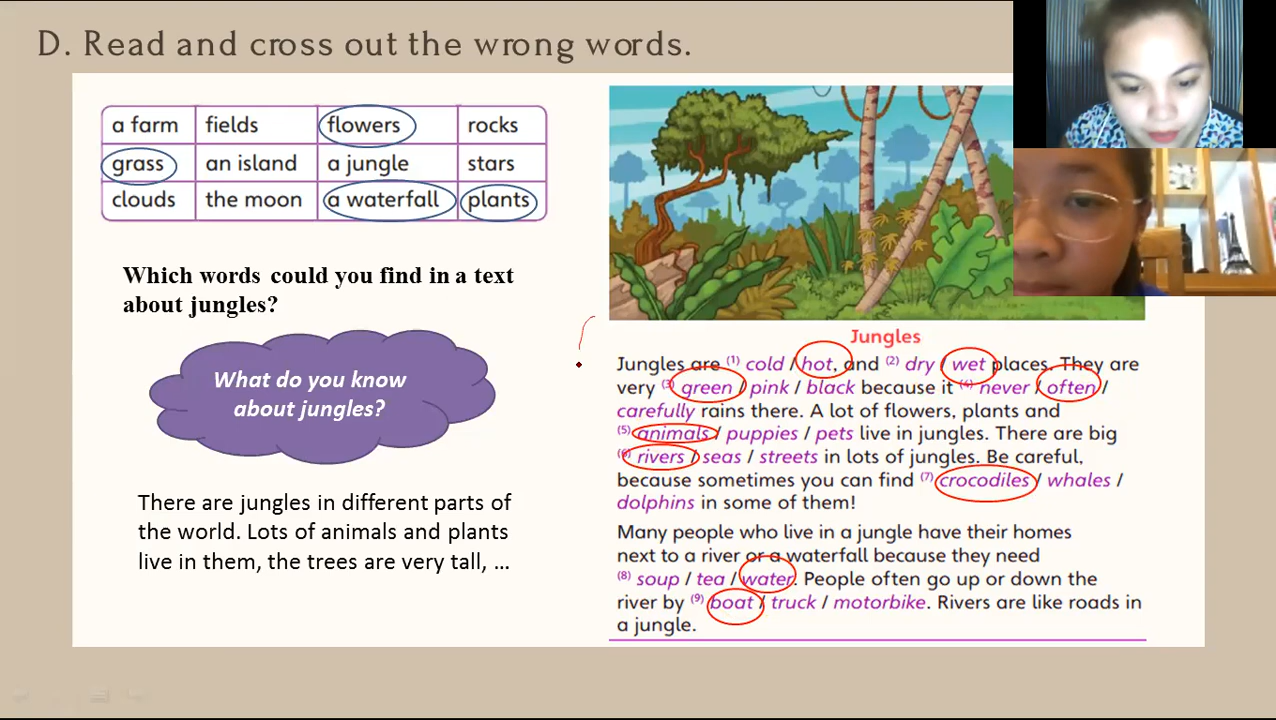 D. Read and cross out the wrong words.
a farm fields flowers rocks
grass an island a jungle stars
clouds the moon a waterfall plants
Which words could you find in a text
about jungles?
What do you know
about jungles?
There are jungles in different parts of
the world. Lots of animals and plants
live in them, the trees are very tall, ...
Jungles
Jungles are (1) cold / hot, and (2) dry / wet places. They are
very (3) green / pink / black because it (4) never / often /
carefully rains there. A lot of flowers, plants and
(5) animals / puppies / pets live in jungles. There are big
(6) rivers / seas / streets in lots of jungles. Be careful,
because sometimes you can find (7) crocodiles / whales /
dolphins in some of them!
Many people who live in a jungle have their homes
next to a river or a waterfall because they need
(8) soup / tea / water. People often go up or down the
river by (9) boat / truck / motorbike. Rivers are like roads in
a jungle.